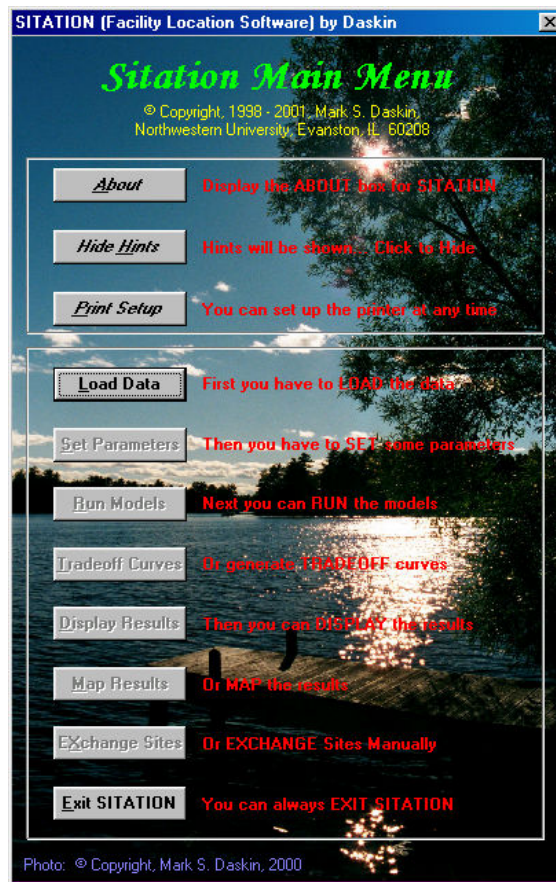 SITATION (Facility Location Software) by Daskin
Sitation Main Menu
© Copyright, 1998 - 2001, Mark S. Daskin,
Northwestern University, Evanston, IL 60208
About Display the ABOUT box for SITATION
Hide Hints Hints will be shown... Click to Hide
Print Setup You can set up the printer at any time
Load Data First you have to LOAD the data
Set Parameters Then you have to SET some parameters
Run Models Next you can RUN the models
Tradeoff Curves Or generate TRADEOFF curves
Display Results Then you can DISPLAY the results
Map Results Or MAP the results
EXchange Sites Or EXCHANGE Sites Manually
Exit SITATION You can always EXIT SITATION
Photo: © Copyright, Mark S. Daskin, 2000